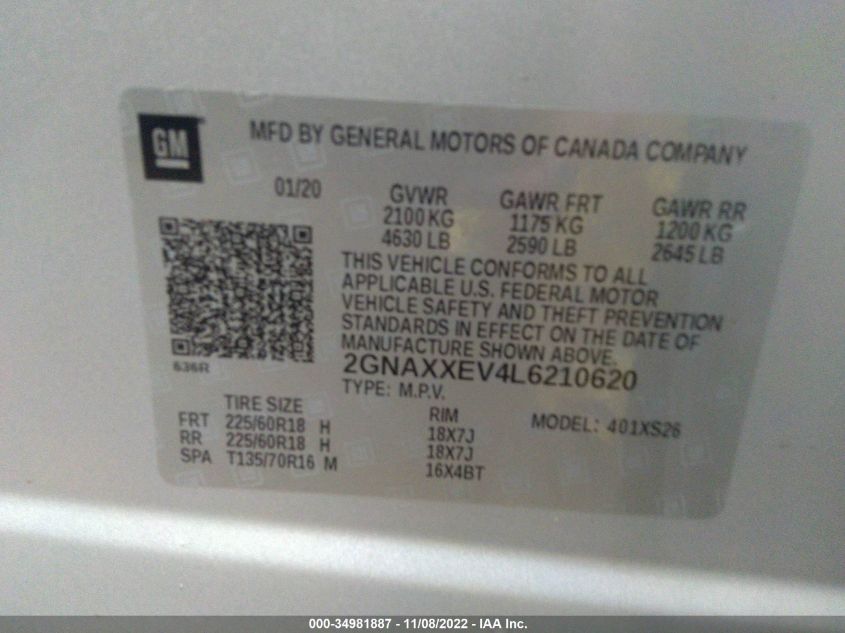 GM
MFD BY GENERAL MOTORS OF CANADA COMPANY
01/20
GVWR
2100 KG
4630 LB
GAWR FRT
1175 KG
2590 LB
GAWR RR
1200 KG
2645 LB
THIS VEHICLE CONFORMS TO ALL
APPLICABLE U.S. FEDERAL MOTOR
VEHICLE SAFETY AND THEFT PREVENTION
STANDARDS IN EFFECT ON THE DATE OF
MANUFACTURE SHOWN ABOVE.
636R
2GNAXXEV4L6210620
TYPE: M.P.V.
TIRE SIZE
RIM
MODEL: 401XS26
FRT 225/60R18 H 18X7J
RR 225/60R18 H 18X7J
SPA T135/70R16 M 16X4BT
000-34981887 - 11/08/2022 - IAA Inc.